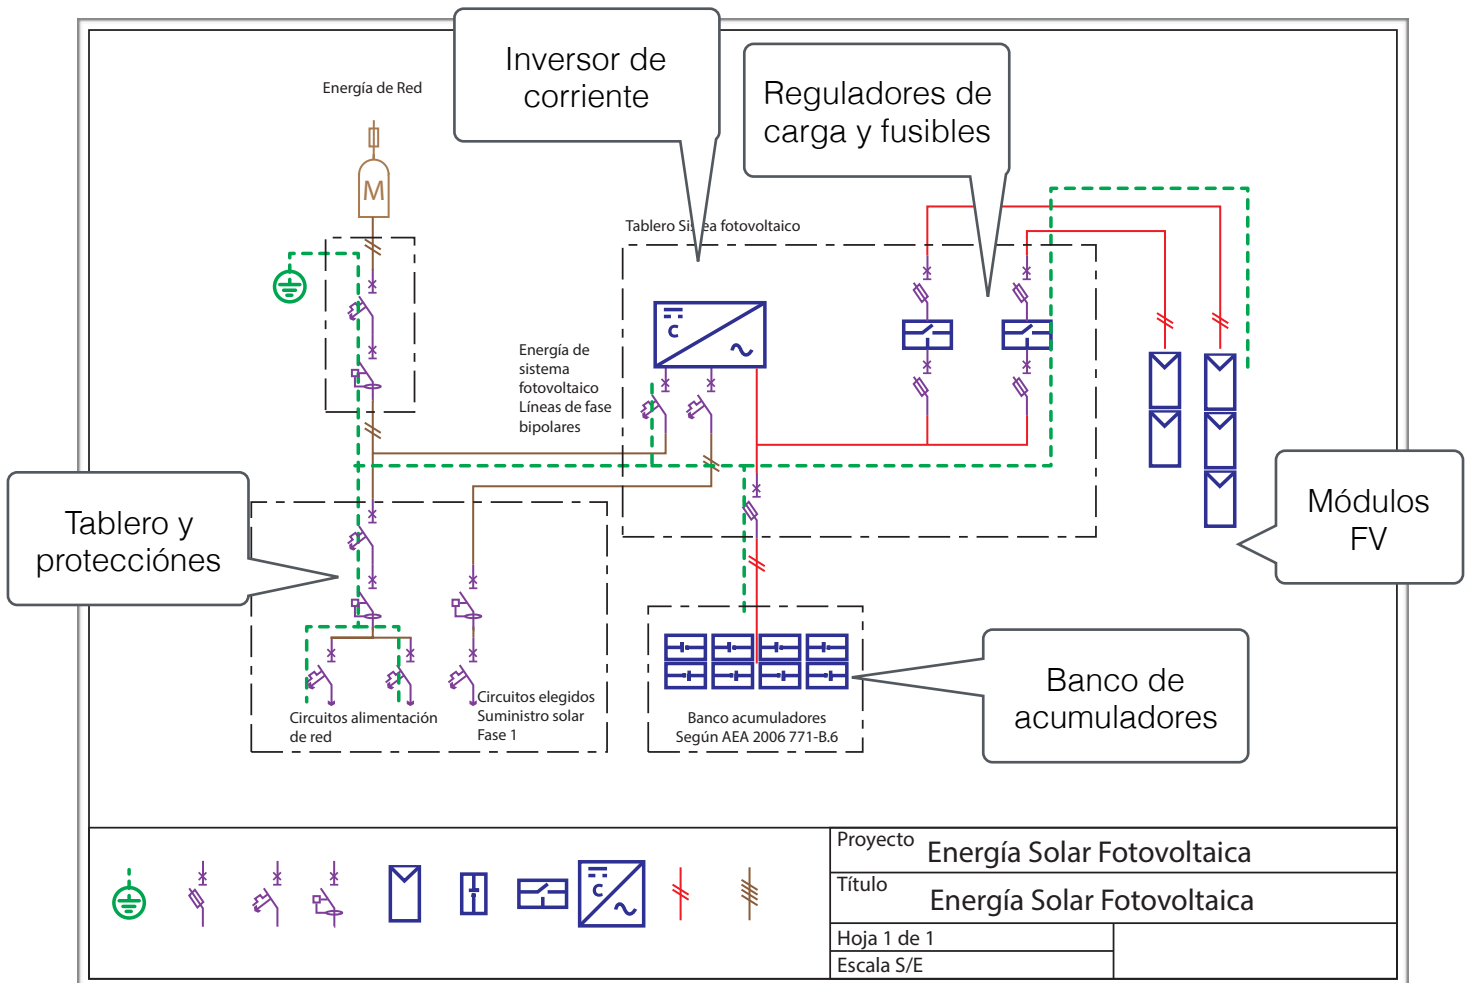 Inversor de
corriente
Reguladores de
carga y fusibles
Energía de Red
M
Tablero Sis ea fotovoltaico
C
Energía de
sistema
fotovoltaico
Líneas de fase
bipolares
Tablero y
protecciónes
Módulos
FV
Banco de
acumuladores
Circuitos alimentación
de red
Circuitos elegidos
Suministro solar
Fase 1
Banco acumuladores
Según AEA 2006 771-B.6
C
Proyecto Energía Solar Fotovoltaica
Título Energía Solar Fotovoltaica
Hoja 1 de 1
Escala S/E